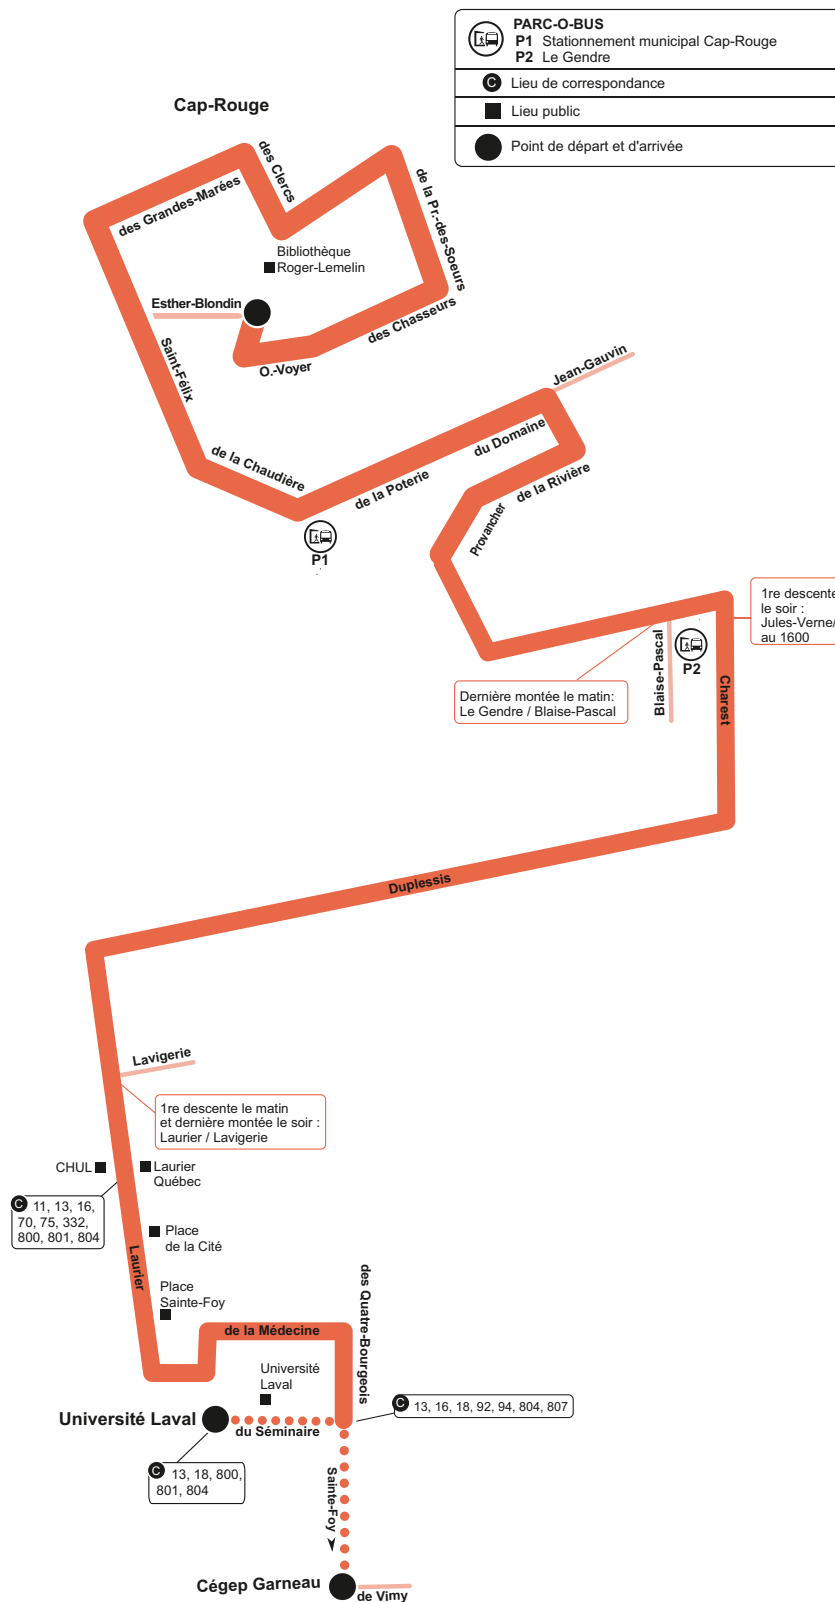 PARC-O-BUS
P1 Stationnement municipal Cap-Rouge
P2 Le Gendre
C Lieu de correspondance
Lieu public
Point de départ et d'arrivée
Cap-Rouge
des Clercs
des Grandes-Marées
de la Pr.-des-Soeurs
Bibliothèque
Roger-Lemelin
Esther-Blondin
des Chasseurs
Saint-Félix
O.-Voyer
Jean-Gauvin
du Domaine
de la Chaudière
de la Poterie
de la Rivière
Provancher
P1
1re descente
le soir :
Jules-Verne/
au 1600
Blaise-Pascal
P2
Charest
Dernière montée le matin:
Le Gendre / Blaise-Pascal
Duplessis
Lavigerie
1re descente le matin
et dernière montée le soir :
Laurier / Lavigerie
CHUL
Laurier
Québec
C 11, 13, 16,
70, 75, 332,
800, 801, 804
Place
de la Cité
Laurier
Place
Sainte-Foy
des Quatre-Bourgeois
de la Médecine
Université
Laval
C 13, 16, 18, 92, 94, 804, 807
Université Laval
du Séminaire
C 13, 18, 800,
801, 804
Sainte-Foy
Cégep Garneau
de Vimy